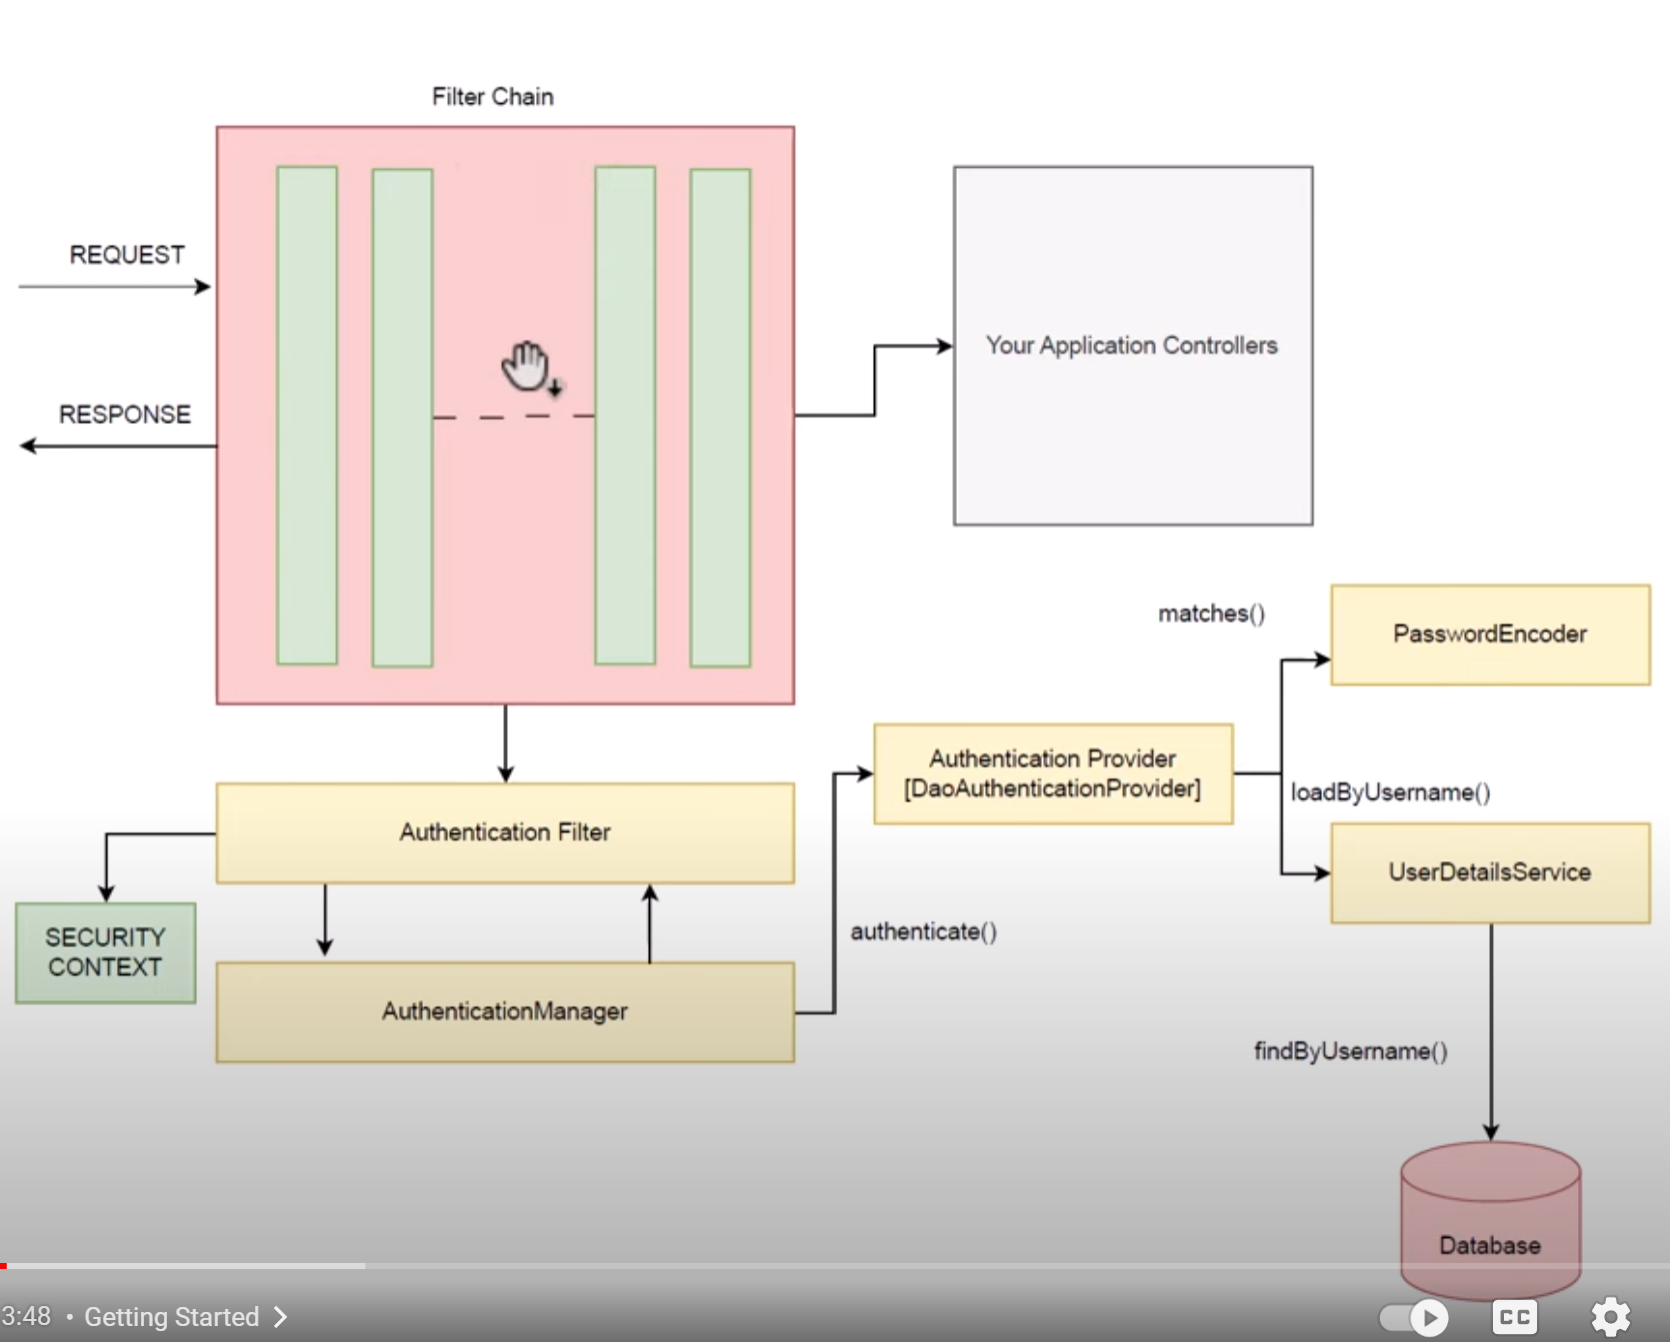 Filter Chain
REQUEST
RESPONSE
Your Application Controllers
matches()
PasswordEncoder
Authentication Provider
[DaoAuthenticationProvider]
loadByUsername()
UserDetailsService
Authentication Filter
SECURITY
CONTEXT
authenticate()
AuthenticationManager
findByUsername()
Database
3:48 • Getting Started
CC